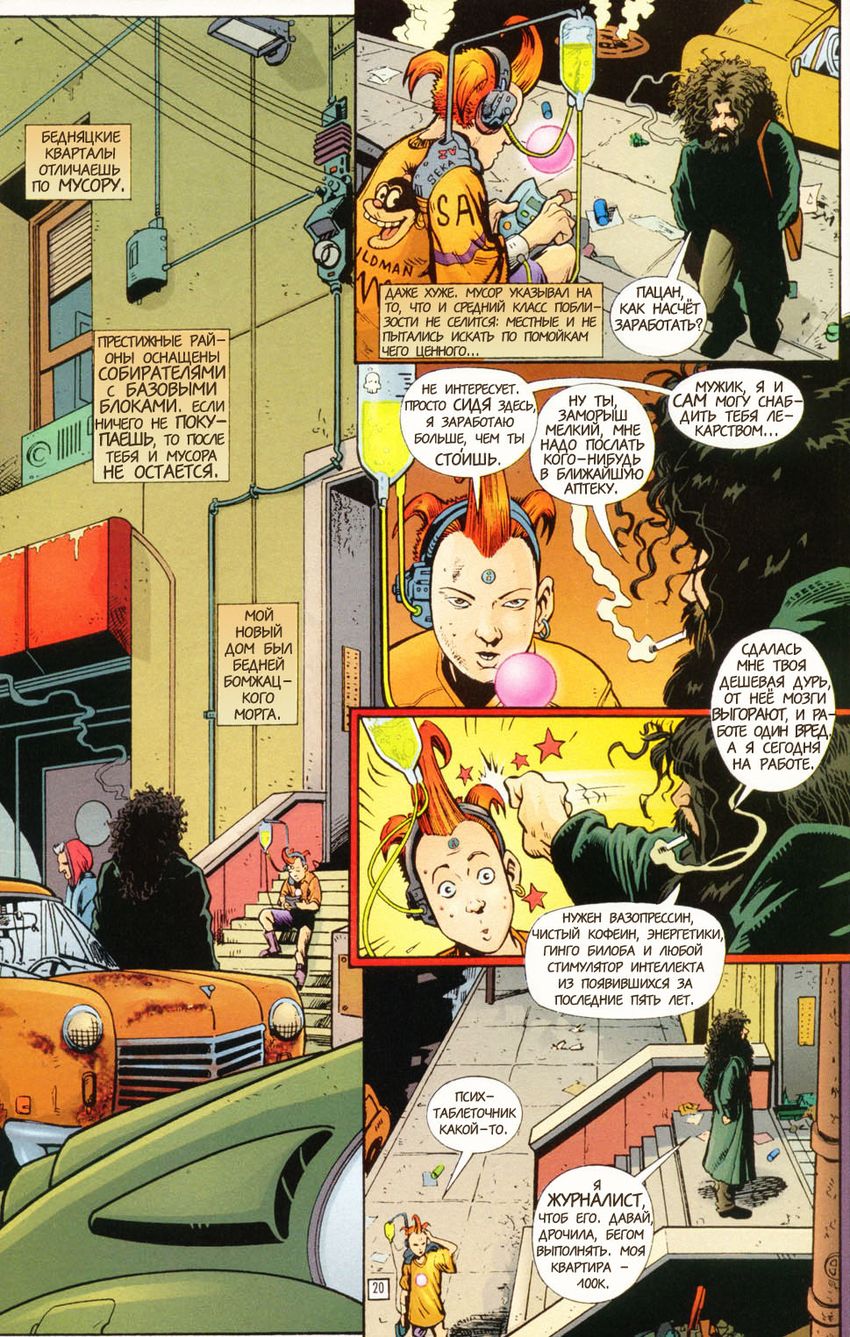 БЕДНЯЦКИЕ
КВАРТАЛЫ
ОТЛИЧАЕШЬ
ПО МУСОРУ.
ПРЕСТИЖНЫЕ РАЙ-
ОНЫ ОСНАЩЕНЫ
СОБИРАТЕЛЯМИ
С БАЗОВЫМИ
БЛОКАМИ. ЕСЛИ
НИЧЕГО НЕ ПОКУ-
ПАЕШЬ, ТО ПОСЛЕ
ТЕБЯ И МУСОРА
НЕ ОСТАЕТСЯ.
МОЙ
НОВЫЙ
ДОМ БЫЛ
БЕДНЕЙ
БОМЖАЦ-
КОГО
МОРГА.
SEKA
SA
ILDMAN
ДАЖЕ ХУЖЕ. МУСОР УКАЗЫВАЛ НА
ТО, ЧТО И СРЕДНИЙ КЛАСС ПОБЛИ-
ЗОСТИ НЕ СЕЛИТСЯ: МЕСТНЫЕ И НЕ
ПЫТАЛИСЬ ИСКАТЬ ПО ПОМОЙКАМ
ЧЕГО ЦЕННОГО...
ПАЦАН,
КАК НАСЧЁТ
ЗАРАБОТАТЬ?
НЕ ИНТЕРЕСУЕТ.
ПРОСТО СИДЯ ЗДЕСЬ,
Я ЗАРАБОТАЮ
БОЛЬШЕ, ЧЕМ ТЫ
СТОИШЬ.
НУ ТЫ,
ЗАМОРЫШ
МЕЛКИЙ, МНЕ
НАДО ПОСЛАТЬ
КОГО-НИБУДЬ
В БЛИЖАЙШУЮ
АПТЕКУ.
МУЖИК, Я И
САМ МОГУ СНАБ-
ДИТЬ ТЕБЯ ЛЕ-
КАРСТВОМ...
СДАЛАСЬ
МНЕ ТВОЯ
ДЕШЕВАЯ ДУРЬ,
ОТ НЕЁ МОЗГИ
ВЫГОРАЮТ, И РА-
БОТЕ ОДИН ВРЕД.
А Я СЕГОДНЯ
НА РАБОТЕ.
НУЖЕН ВАЗОПРЕССИН,
ЧИСТЫЙ КОФЕИН, ЭНЕРГЕТИКИ,
ГИНГО БИЛОБА И ЛЮБОЙ
СТИМУЛЯТОР ИНТЕЛЛЕКТА
ИЗ ПОЯВИВШИХСЯ ЗА
ПОСЛЕДНИЕ ПЯТЬ ЛЕТ.
ПСИХ-
ТАБЛЕТОЧНИК
КАКОЙ-ТО.
Я
ЖУРНАЛИСТ,
ЧТОБ ЕГО. ДАВАЙ,
ДРОЧИЛА, БЕГОМ
ВЫПОЛНЯТЬ. МОЯ
КВАРТИРА -
100К.
20